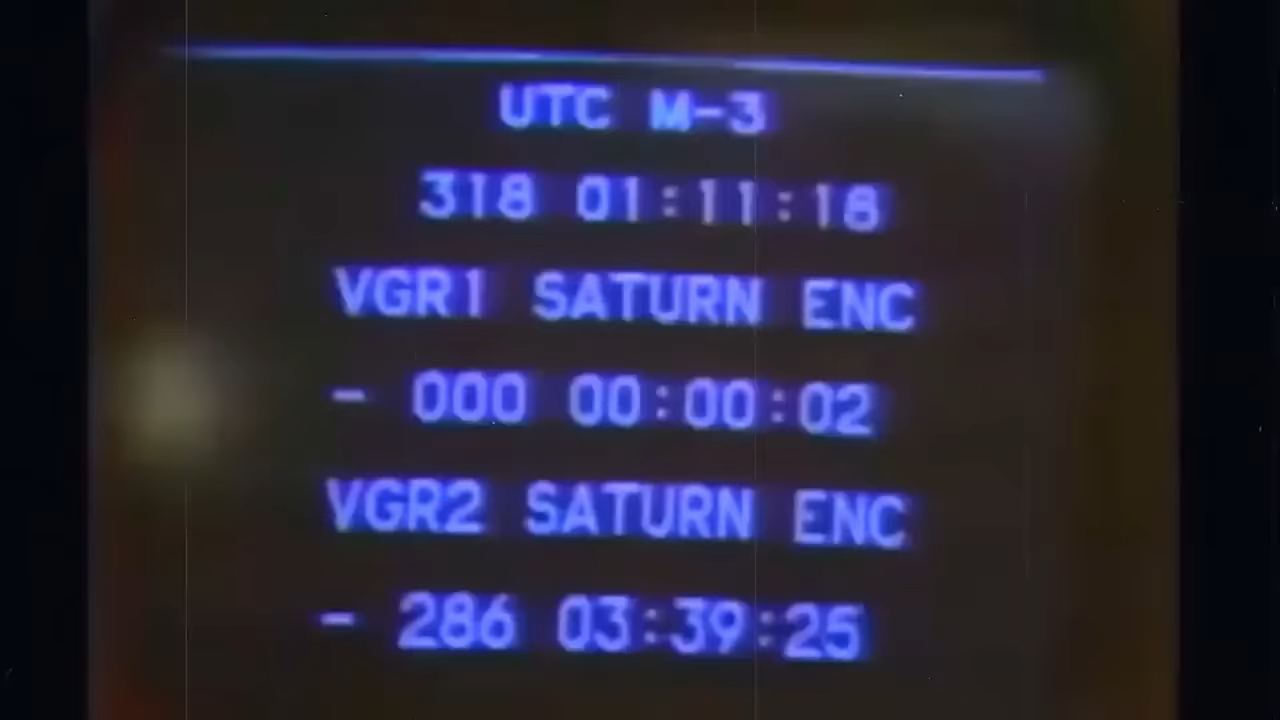 UTC M-3
318 01:11:18
VGR1 SATURN ENC
- 000 00:00:02
VGR2 SATURN ENC
- 286 03:39:25